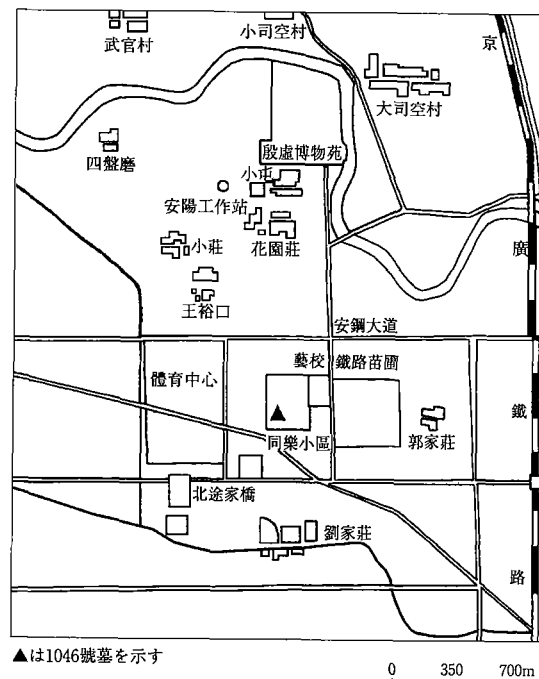 武官村
小司空村
京
大司空村
四盤磨
殷虛博物苑
小屯
安陽工作站
小莊
花園莊
廣
王裕口
安鋼大道
藝校
鐵路苗圃
體育中心
鐵
同樂小區
郭家莊
北途家橋
劉家莊
路
▲は1046號墓を示す
0 350 700m